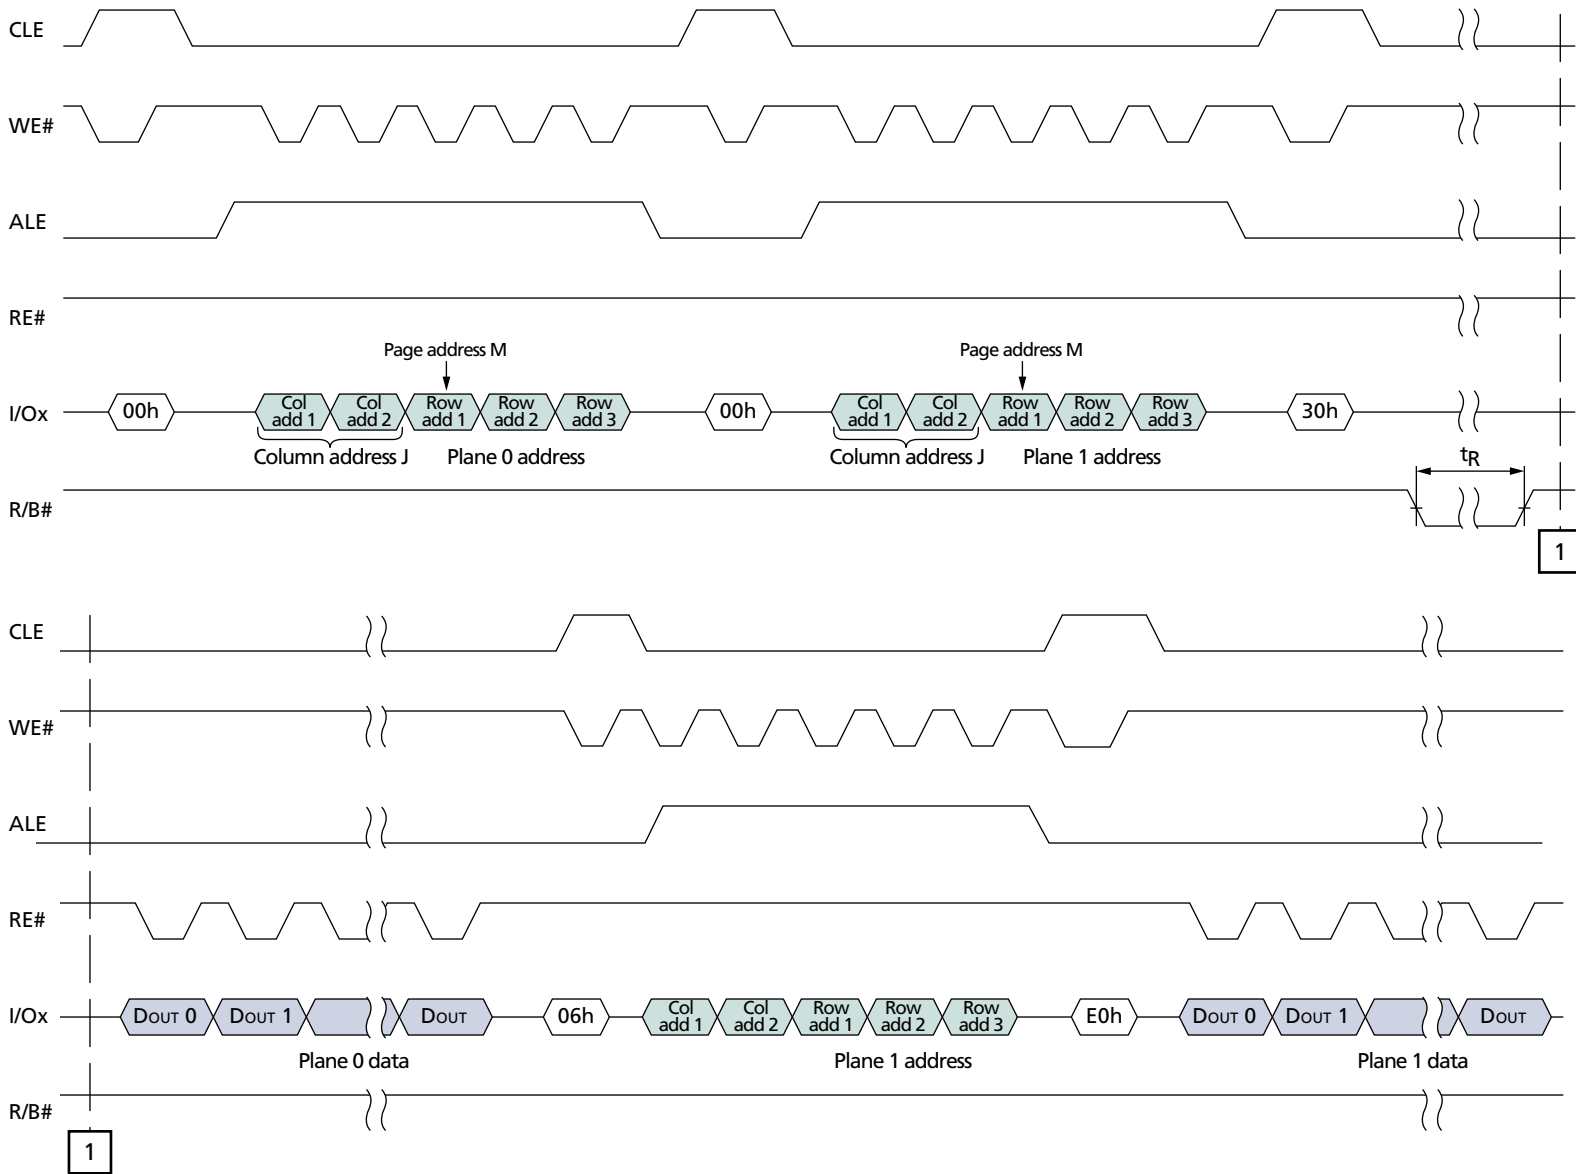 CLE
WE#
ALE
RE#
Page address M
Page address M
I/Ox
00h
Col add 1
Col add 2
Row add 1
Row add 2
Row add 3
00h
Col add 1
Col add 2
Row add 1
Row add 2
Row add 3
30h
Column address J
Plane 0 address
Column address J
Plane 1 address
tR
R/B#
1
CLE
WE#
ALE
RE#
I/Ox
DOUT 0
DOUT 1
DOUT
06h
Col add 1
Col add 2
Row add 1
Row add 2
Row add 3
E0h
DOUT 0
DOUT 1
DOUT
Plane 0 data
Plane 1 address
Plane 1 data
R/B#
1